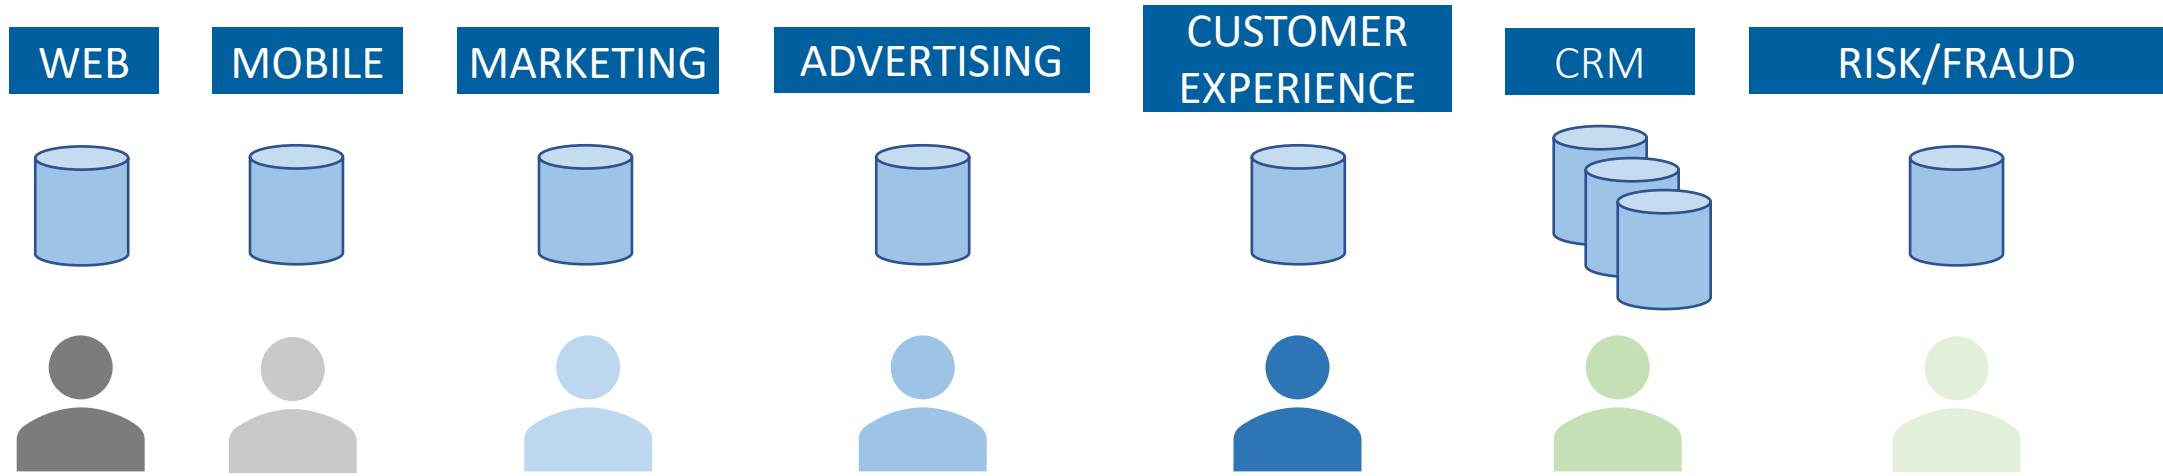 WEB
MOBILE
MARKETING
ADVERTISING
CUSTOMER
EXPERIENCE
CRM
RISK/FRAUD